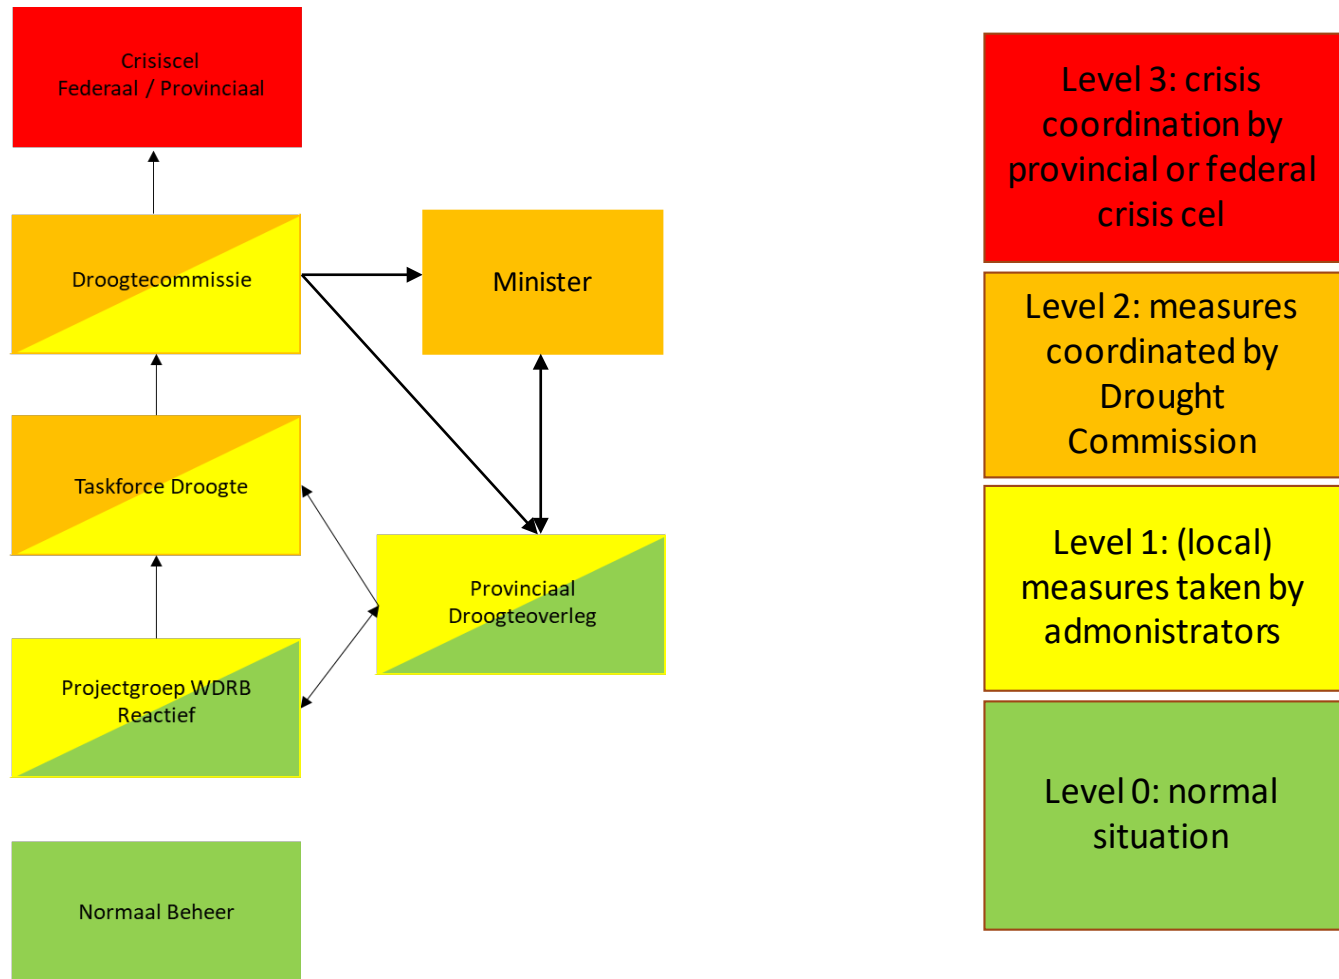 Crisiscel
Federaal / Provinciaal
Droogtecommissie
Minister
Taskforce Droogte
Provinciaal
Droogteoverleg
Projectgroep WDRB
Reactief
Normaal Beheer
Level 3: crisis
coordination by
provincial or federal
crisis cel
Level 2: measures
coordinated by
Drought
Commission
Level 1: (local)
measures taken by
admonistrators
Level 0: normal
situation